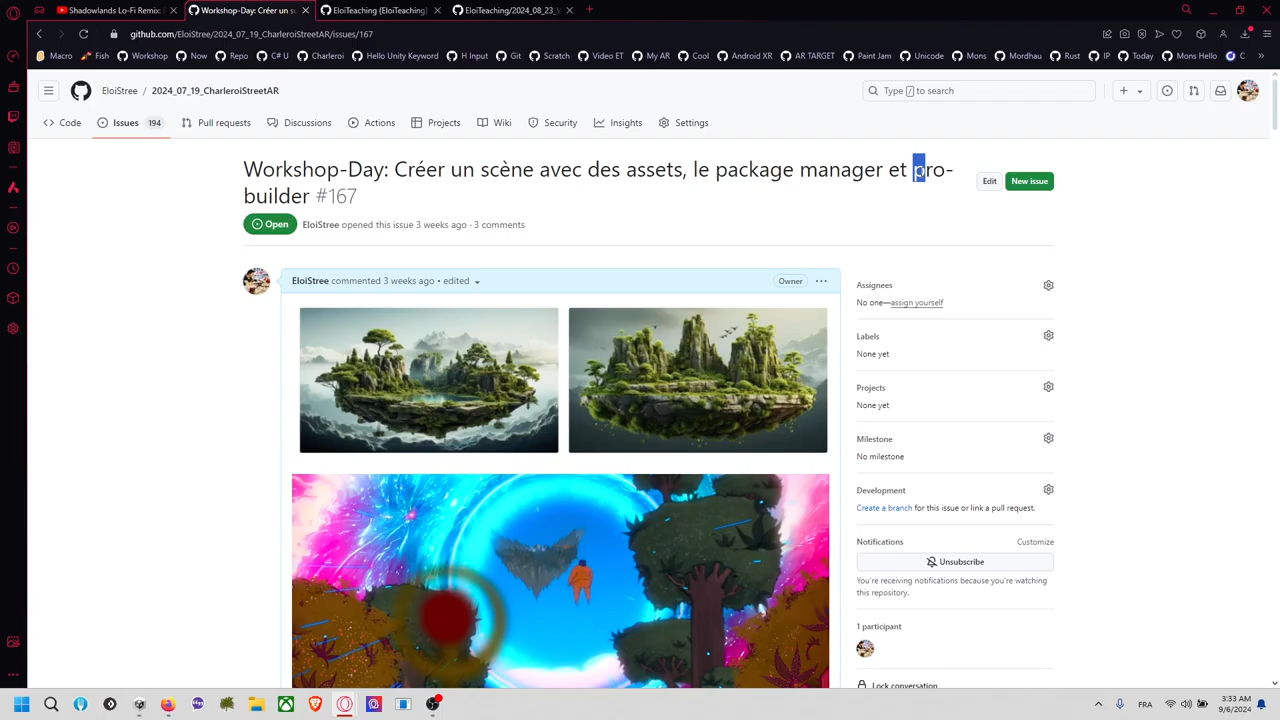 Shadowlands Lo-Fi Remix
Workshop-Day: Créer un sc
EloiTeaching (EloiTeaching)
EloiTeaching/2024_08_23_
github.com/EloiStree/2024_07_19_CharleroiStreetAR/issues/167
Macro Fish Workshop Now Repo C# U Charleroi Hello Unity Keyword H Input Git Scratch Video ET My AR Cool Android XR AR TARGET Paint Jam Unicode Mons Mordhau Rust IP Today Mons Hello C
EloiStree / 2024_07_19_CharleroiStreetAR
Type / to search
Code Issues 194 Pull requests Discussions Actions Projects Wiki Security Insights Settings
Workshop-Day: Créer un scène avec des assets, le package manager et pro-
builder #167
Edit New issue
Open EloiStree opened this issue 3 weeks ago · 3 comments
EloiStree commented 3 weeks ago • edited
Owner
Assignees
No one—assign yourself
Labels
None yet
Projects
None yet
Milestone
No milestone
Development
Create a branch for this issue or link a pull request.
Notifications Customize
Unsubscribe
You're receiving notifications because you're watching
this repository.
1 participant
Lock conversation
FRA
3:33 AM
9/6/2024